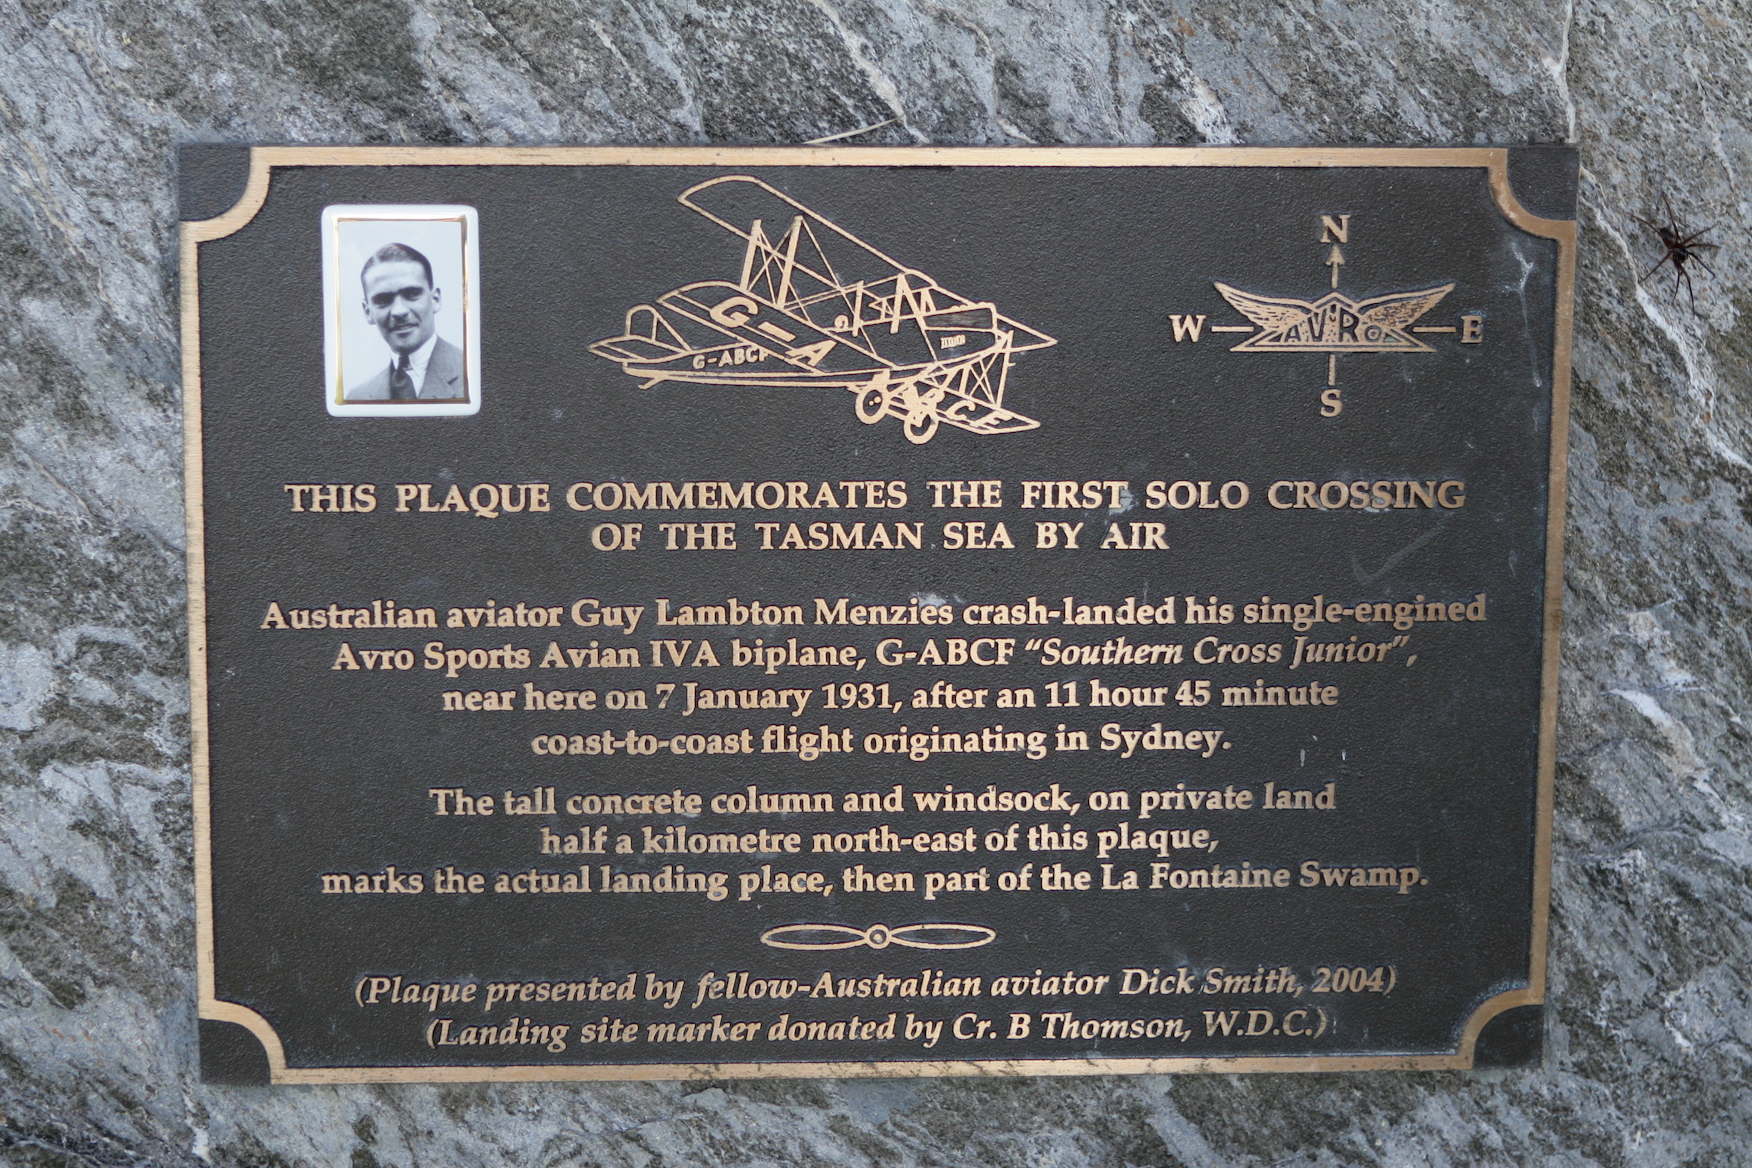 G-A
G-ABCF
CF
N
W
AVRO
E
S
THIS PLAQUE COMMEMORATES THE FIRST SOLO CROSSING
OF THE TASMAN SEA BY AIR
Australian aviator Guy Lambton Menzies crash-landed his single-engined
Avro Sports Avian IVA biplane, G-ABCF "Southern Cross Junior",
near here on 7 January 1931, after an 11 hour 45 minute
coast-to-coast flight originating in Sydney.
The tall concrete column and windsock, on private land
half a kilometre north-east of this plaque,
marks the actual landing place, then part of the La Fontaine Swamp.
(Plaque presented by fellow-Australian aviator Dick Smith, 2004)
(Landing site marker donated by Cr. B Thomson, W.D.C.)